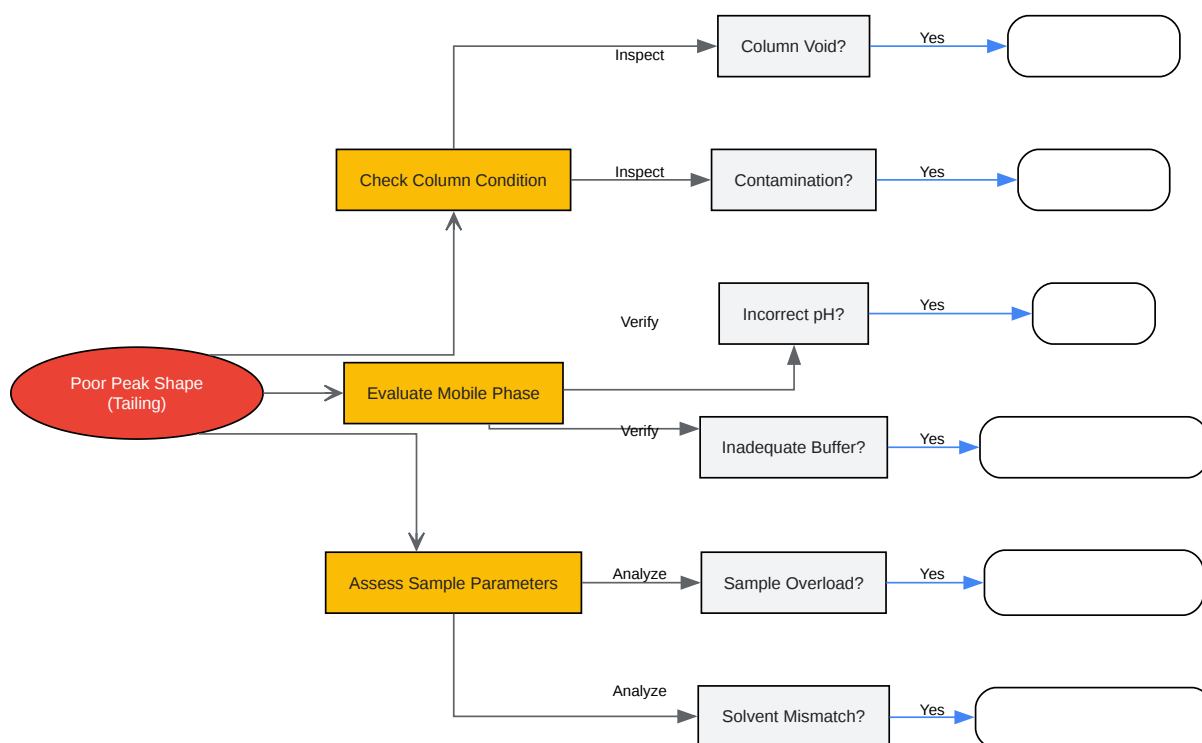 Column Void?
Yes
Inspect
Check Column Condition
Inspect
Contamination?
Yes
Incorrect pH?
Yes
Verify
Poor Peak Shape
(Tailing)
Evaluate Mobile Phase
Verify
Inadequate Buffer?
Yes
Assess Sample Parameters
Analyze
Sample Overload?
Yes
Analyze
Solvent Mismatch?
Yes